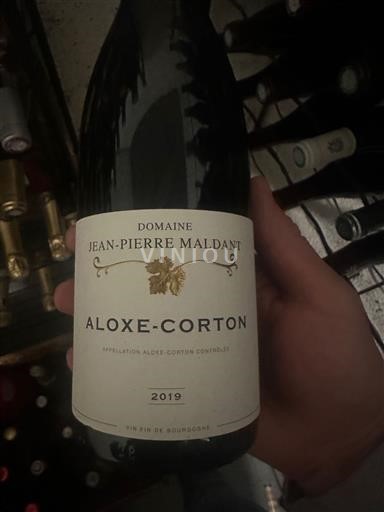 DOMAINE
JEAN-PIERRE MALDANT
VINIOU
ALOXE-CORTON
APPELLATION ALOXE-CORTON CONTRÔLÉE
2019
VIN FIN DE BOURGOGNE